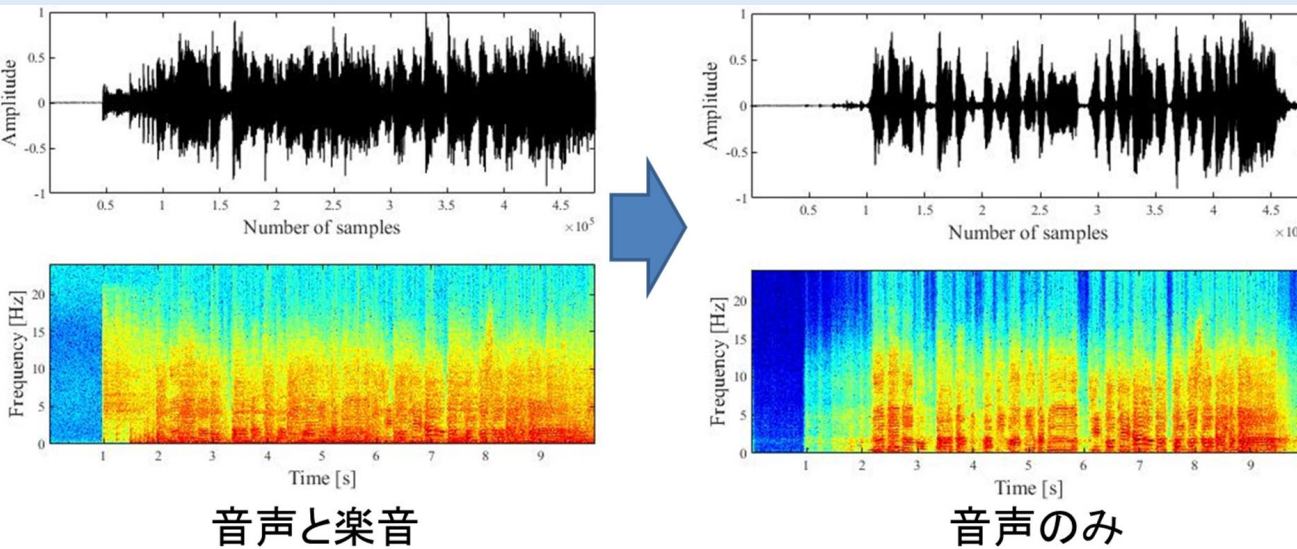 1
0.5
0
-0.5
-1
Amplitude
0.5 1 1.5 2 2.5 3 3.5 4 4.5
Number of samples
×10⁵
20
15
10
5
0
Frequency [Hz]
1 2 3 4 5 6 7 8 9
Time [s]
音声と楽音
1
0.5
0
-0.5
-1
Amplitude
0.5 1 1.5 2 2.5 3 3.5 4 4.5
Number of samples
×10
20
15
10
5
0
Frequency [Hz]
1 2 3 4 5 6 7 8 9
Time [s]
音声のみ